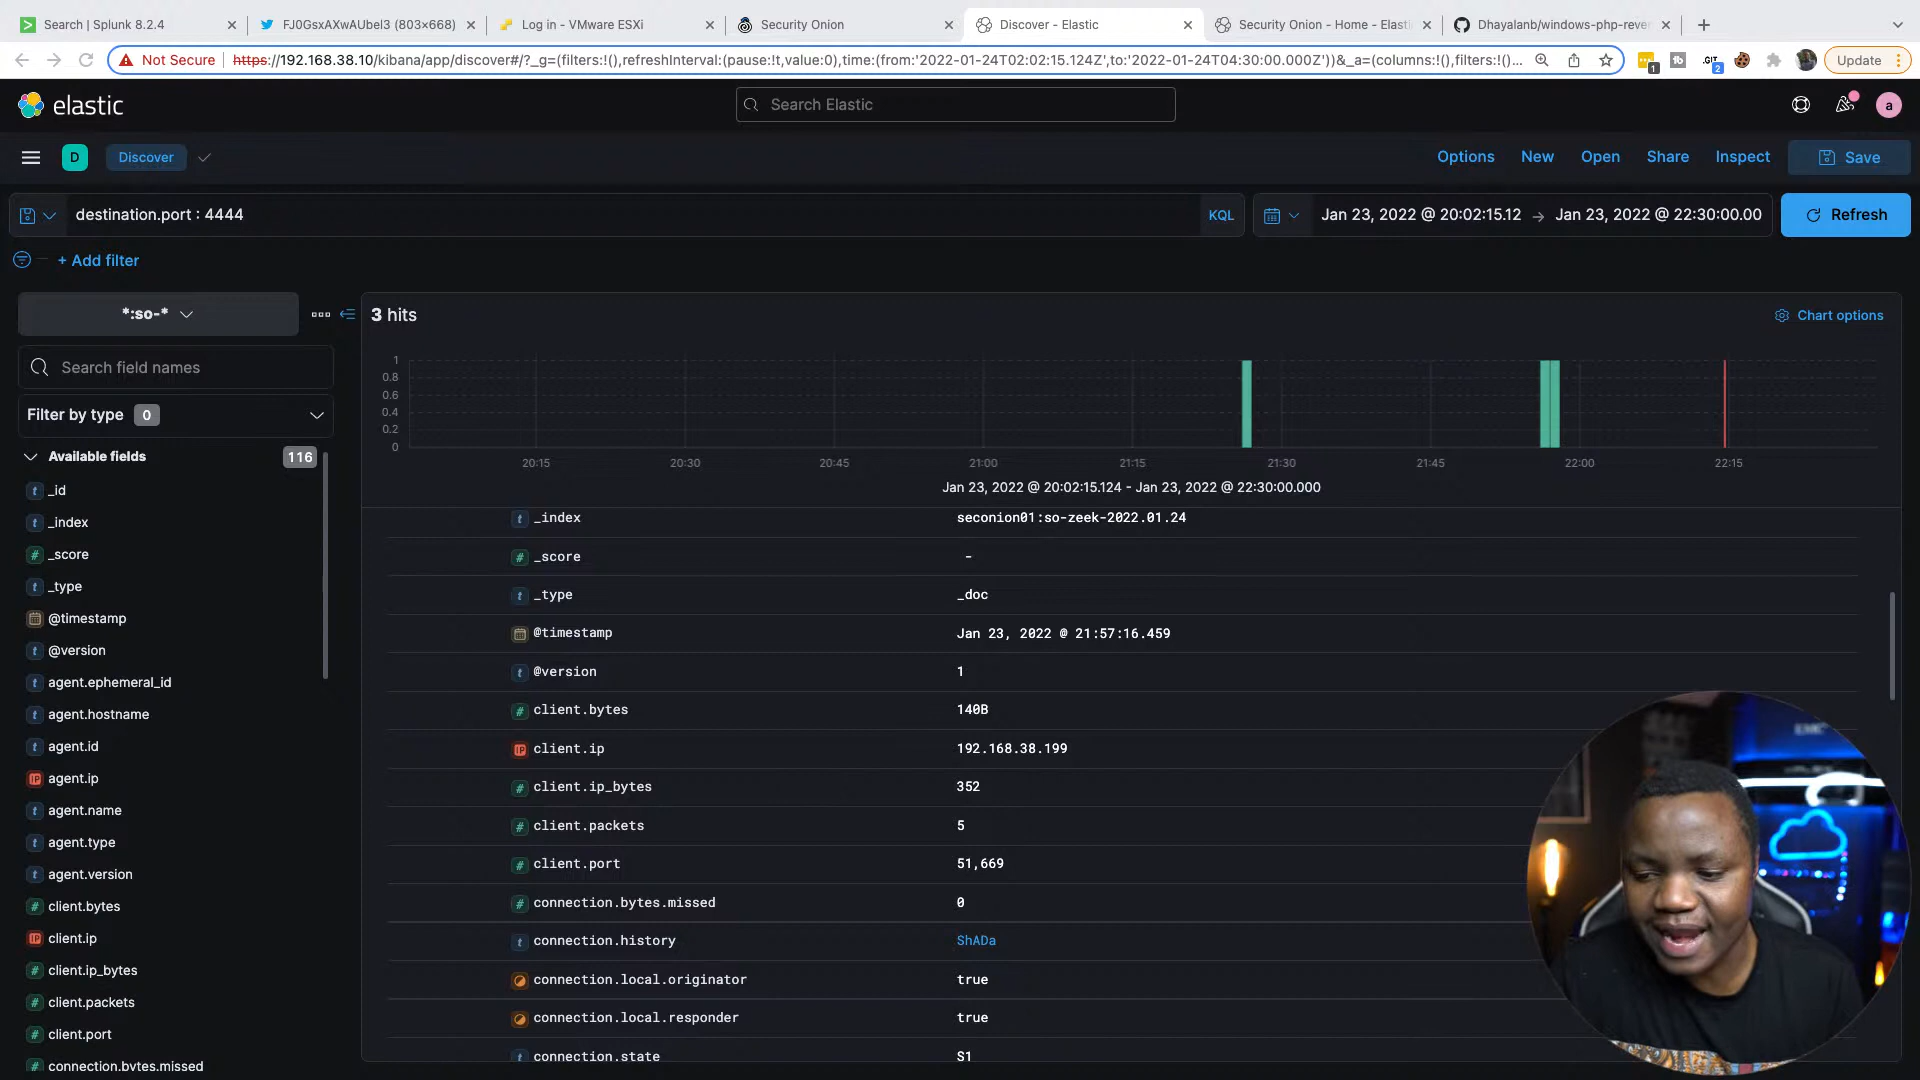 Search | Splunk 8.2.4
FJ0GsxAXwAUbel3 (803×668)
Log in - VMware ESXi
Security Onion
Discover - Elastic
Security Onion - Home - Elasti
Dhayalanb/windows-php-rever
Not Secure
https://192.168.38.10/kibana/app/discover#/?_g=(filters:!(),refreshInterval:(pause:!t,value:0),time:(from:'2022-01-24T02:02:15.124Z',to:'2022-01-24T04:30:00.000Z'))&_a=(columns:!(),filters:!()...
1
.GIT
2
Update
elastic
Search Elastic
a
D
Discover
Options
New
Open
Share
Inspect
Save
destination.port : 4444
KQL
Jan 23, 2022 @ 20:02:15.12 → Jan 23, 2022 @ 22:30:00.00
Refresh
+ Add filter
*:so-*
3 hits
Chart options
Search field names
Filter by type 0
Available fields 116
_id
_index
_score
_type
@timestamp
@version
agent.ephemeral_id
agent.hostname
agent.id
agent.ip
agent.name
agent.type
agent.version
client.bytes
client.ip
client.ip_bytes
client.packets
client.port
connection.bytes.missed
1
0.8
0.6
0.4
0.2
0
20:15
20:30
20:45
21:00
21:15
21:30
21:45
22:00
22:15
Jan 23, 2022 @ 20:02:15.124 - Jan 23, 2022 @ 22:30:00.000
_index seconion01:so-zeek-2022.01.24
_score -
_type _doc
@timestamp Jan 23, 2022 @ 21:57:16.459
@version 1
client.bytes 140B
client.ip 192.168.38.199
client.ip_bytes 352
client.packets 5
client.port 51,669
connection.bytes.missed 0
connection.history ShADa
connection.local.originator true
connection.local.responder true
connection.state S1